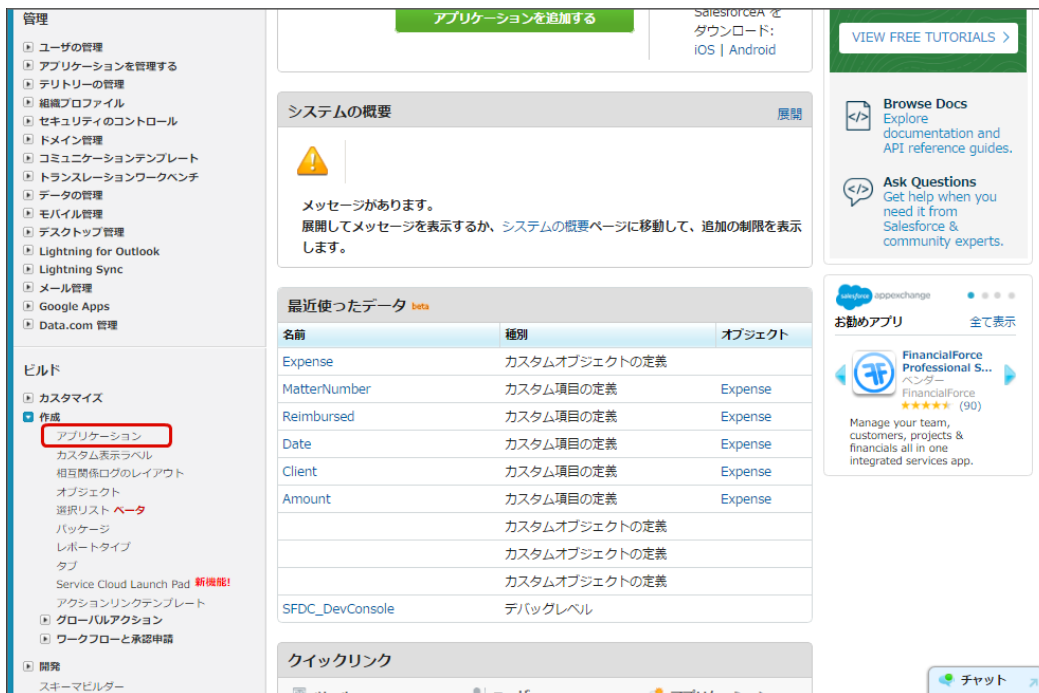 管理
ユーザの管理
アプリケーションを管理する
テリトリーの管理
組織プロファイル
セキュリティのコントロール
ドメイン管理
コミュニケーションテンプレート
トランスレーションワークベンチ
データの管理
モバイル管理
デスクトップ管理
Lightning for Outlook
Lightning Sync
メール管理
Google Apps
Data.com 管理
ビルド
カスタマイズ
作成
アプリケーション
カスタム表示ラベル
相互関係ログのレイアウト
オブジェクト
選択リスト ベータ
パッケージ
レポートタイプ
タブ
Service Cloud Launch Pad 新機能!
アクションリンクテンプレート
グローバルアクション
ワークフローと承認申請
開発
スキーマビルダー
アプリケーションを追加する
SalesforceA を
ダウンロード:
iOS | Android
システムの概要 展開
メッセージがあります。
展開してメッセージを表示するか、システムの概要ページに移動して、追加の制限を表示
します。
最近使ったデータ beta
名前 種別 オブジェクト
Expense カスタムオブジェクトの定義
MatterNumber カスタム項目の定義 Expense
Reimbursed カスタム項目の定義 Expense
Date カスタム項目の定義 Expense
Client カスタム項目の定義 Expense
Amount カスタム項目の定義 Expense
カスタムオブジェクトの定義
カスタムオブジェクトの定義
カスタムオブジェクトの定義
SFDC_DevConsole デバッグレベル
クイックリンク
VIEW FREE TUTORIALS >
Browse Docs
Explore
documentation and
API reference guides.
Ask Questions
Get help when you
need it from
Salesforce &
community experts.
salesforce appexchange
お勧めアプリ 全て表示
FinancialForce
Professional S...
ベンダー
FinancialForce
(90)
Manage your team,
customers, projects &
financials all in one
integrated services app.
チャット